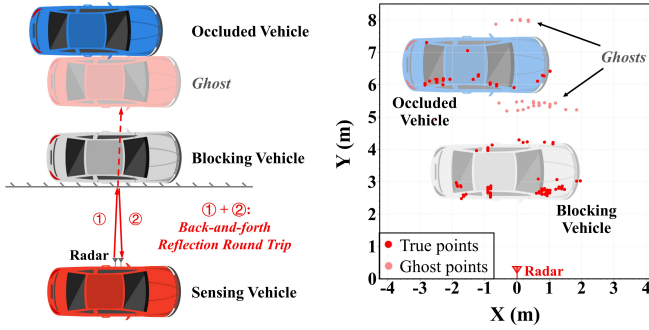 Occluded Vehicle
Ghost
Blocking Vehicle
① ②
① + ②:
Back-and-forth
Reflection Round Trip
Radar
Sensing Vehicle
Y (m)
8
7
6
5
4
3
2
1
0
Ghosts
Occluded
Vehicle
Blocking
Vehicle
True points
Ghost points
Radar
-4 -3 -2 -1 0 1 2 3 4
X (m)